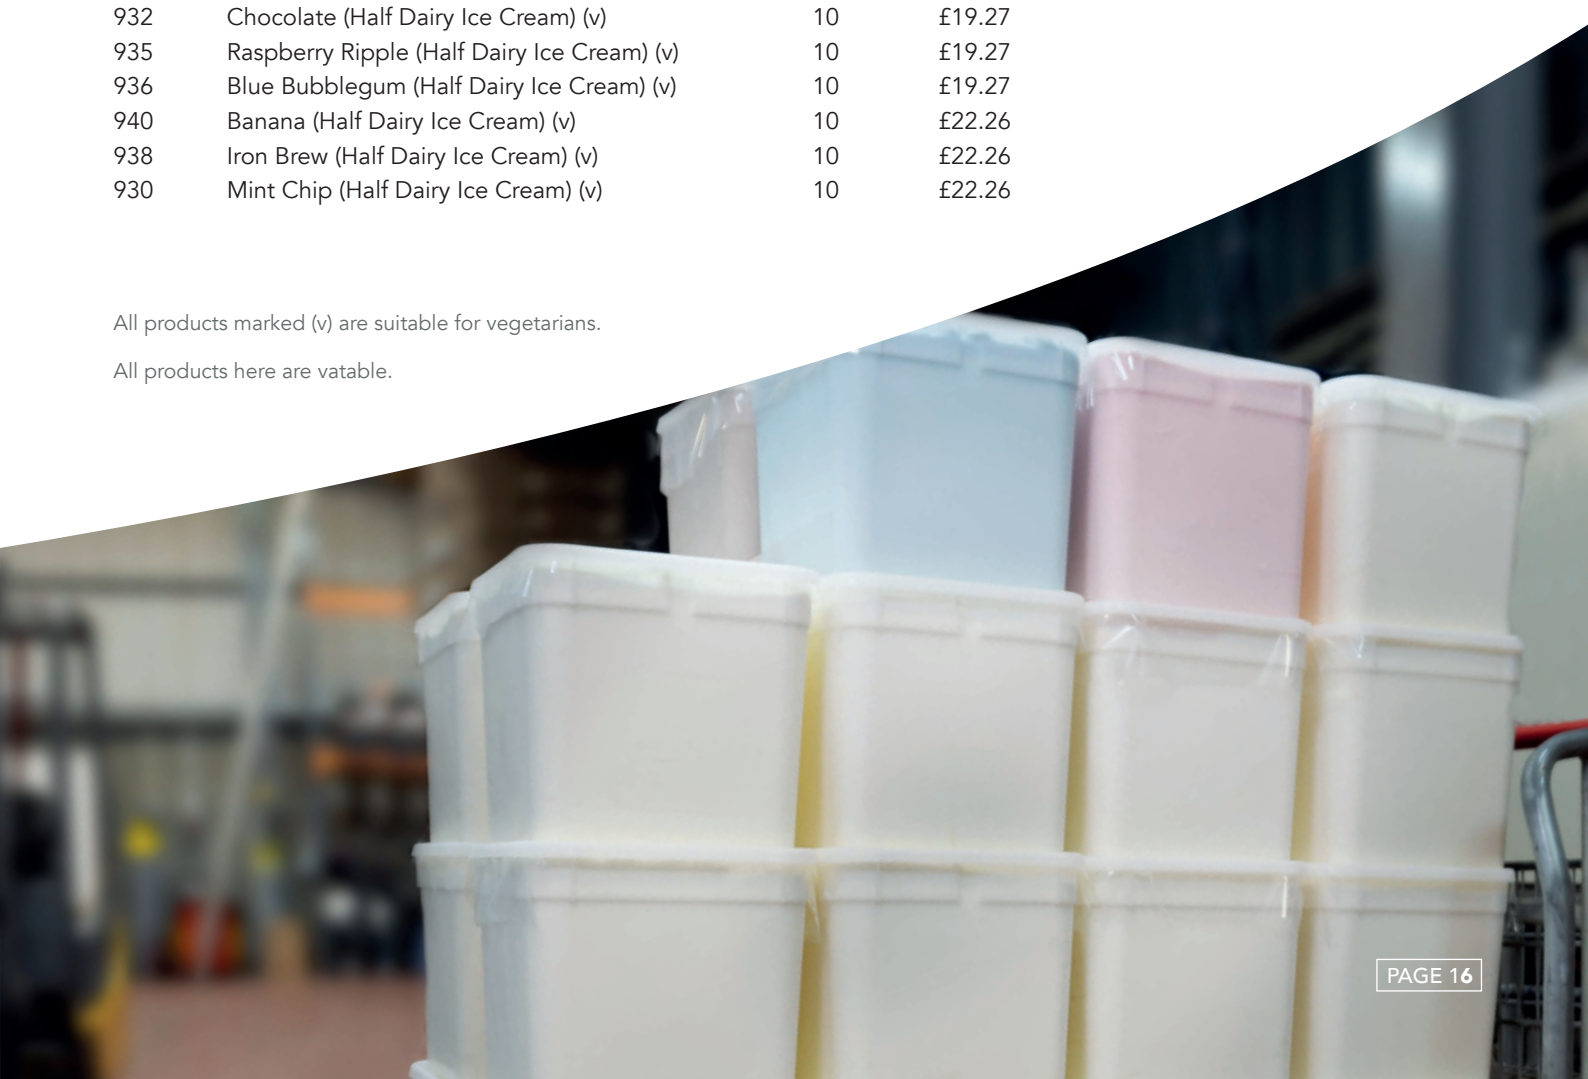 932 Chocolate (Half Dairy Ice Cream) (v) 10 £19.27
935 Raspberry Ripple (Half Dairy Ice Cream) (v) 10 £19.27
936 Blue Bubblegum (Half Dairy Ice Cream) (v) 10 £19.27
940 Banana (Half Dairy Ice Cream) (v) 10 £22.26
938 Iron Brew (Half Dairy Ice Cream) (v) 10 £22.26
930 Mint Chip (Half Dairy Ice Cream) (v) 10 £22.26
All products marked (v) are suitable for vegetarians.
All products here are vatable.
PAGE 16